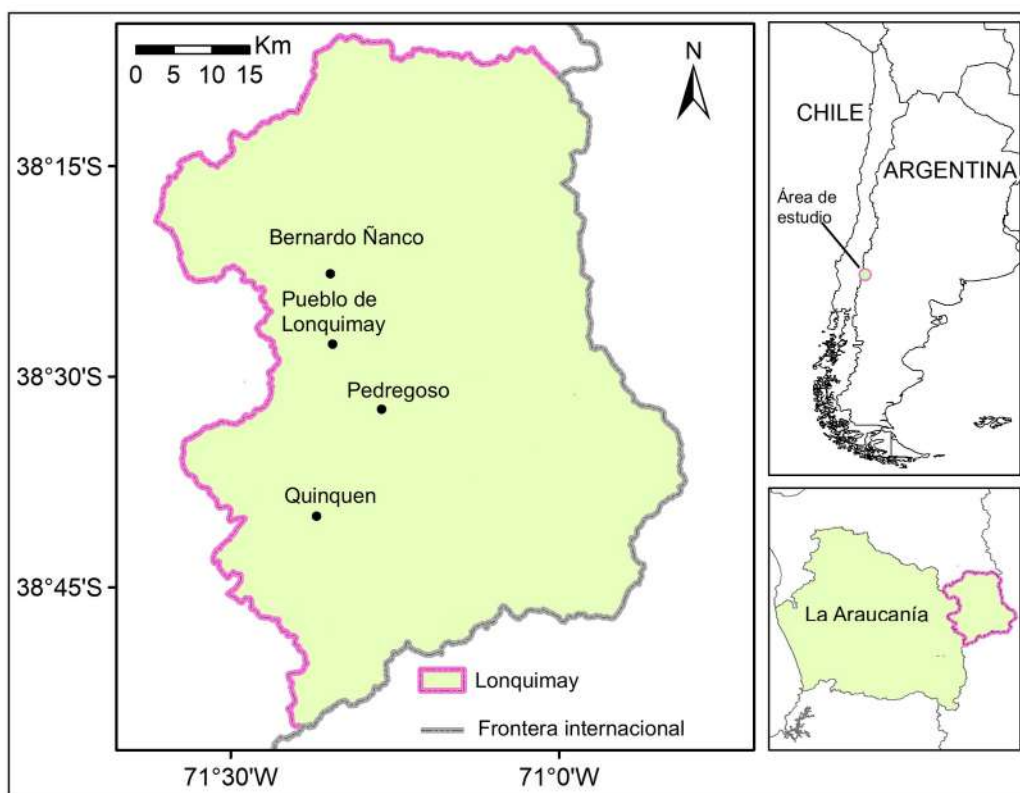 Km
0 5 10 15
N
38°15'S
38°30'S
38°45'S
71°30'W
71°0'W
Bernardo Ñanco
Pueblo de
Lonquimay
Pedregoso
Quinquen
Lonquimay
Frontera internacional
CHILE
ARGENTINA
Área de
estudio
La Araucanía